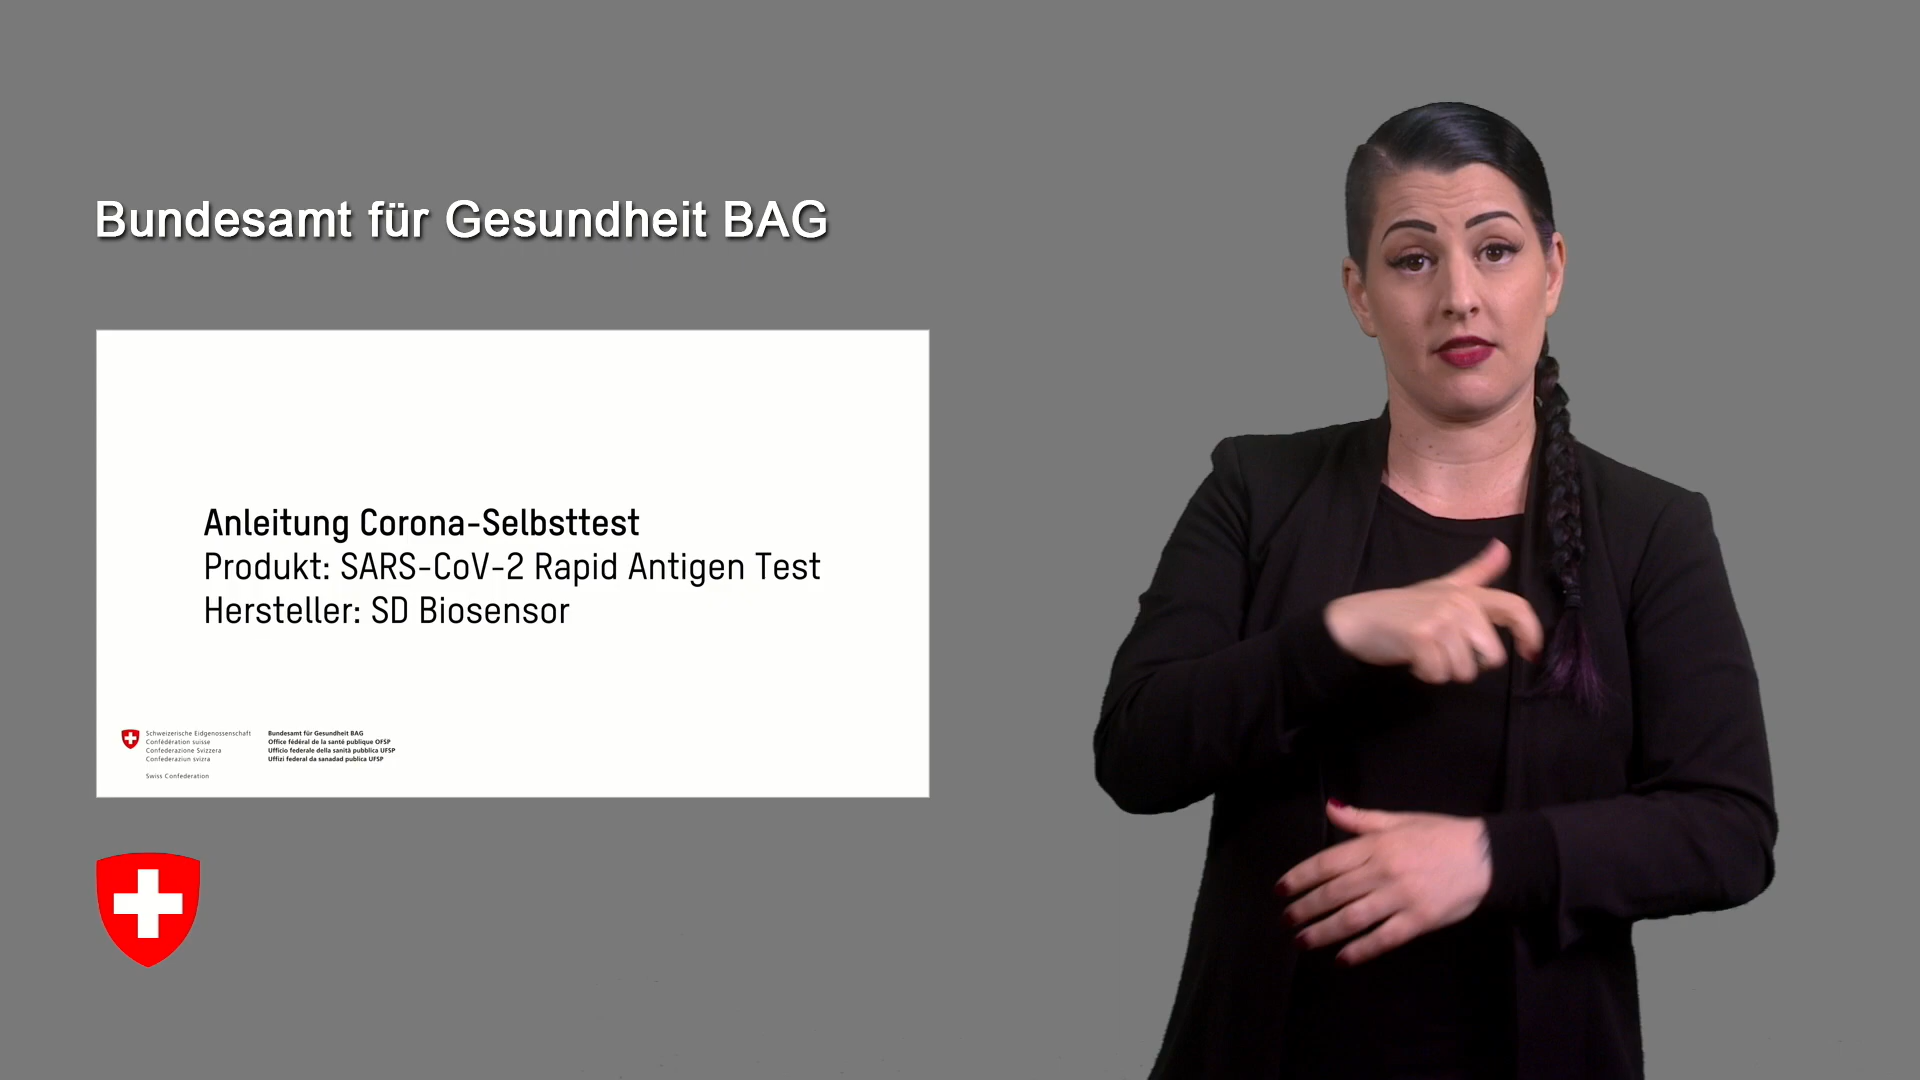 Bundesamt für Gesundheit BAG
Anleitung Corona-Selbsttest
Produkt: SARS-CoV-2 Rapid Antigen Test
Hersteller: SD Biosensor
Schweizerische Eidgenossenschaft
Confédération suisse
Confederazione Svizzera
Confederaziun svizra
Swiss Confederation
Bundesamt für Gesundheit BAG
Office fédéral de la santé publique OFSP
Ufficio federale della sanità pubblica UFSP
Uffizi federal da sanadad publica UFSP